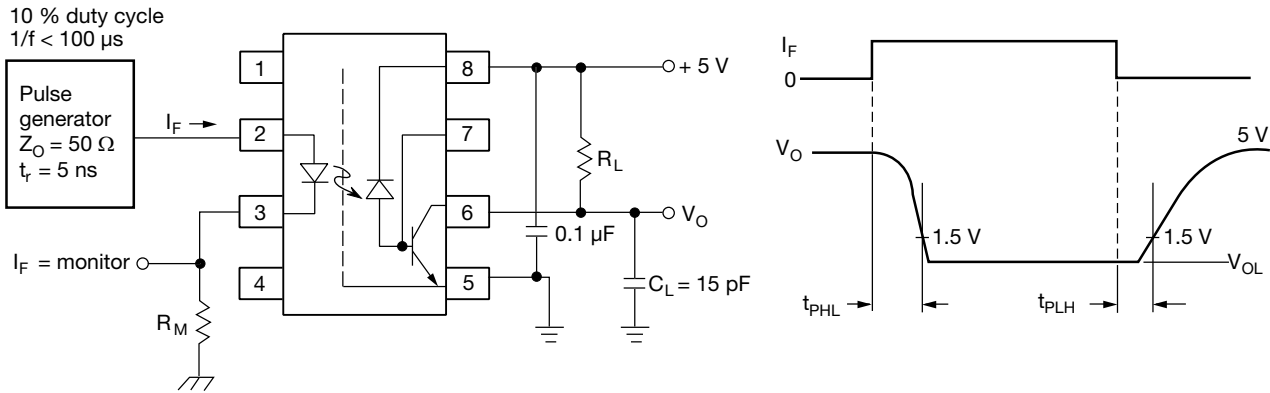 10 % duty cycle
1/f < 100 μs
Pulse
generator
Z_O = 50 Ω
t_r = 5 ns
I_F
1
2
3
4
8
7
6
5
+ 5 V
R_L
V_O
0.1 μF
C_L = 15 pF
I_F = monitor
R_M
I_F
0
V_O
5 V
1.5 V
1.5 V
V_OL
t_PHL
t_PLH